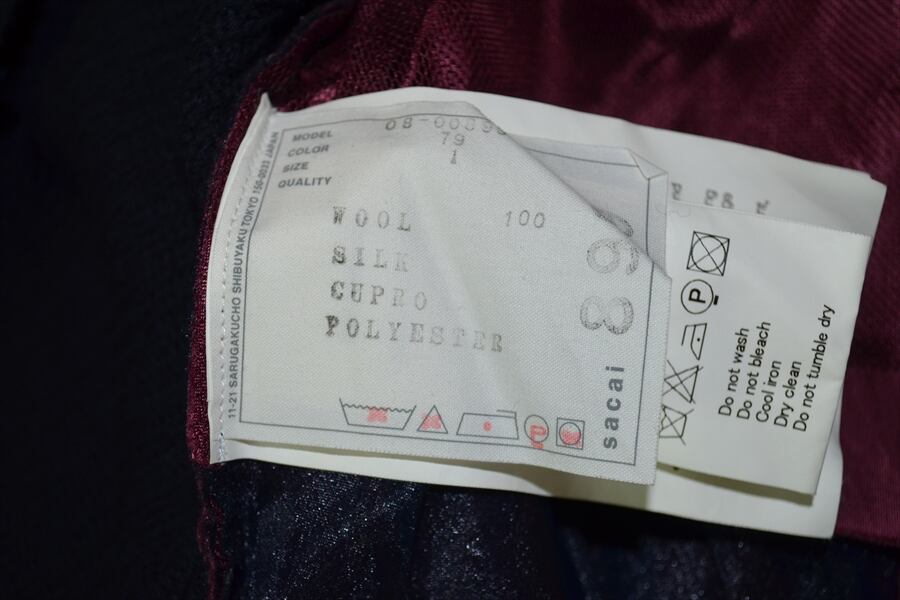 MODEL
COLOR 79
SIZE 1
QUALITY
WOOL 100
SILK
CUPRO
POLYESTER
89
sacai
11-21 SARUGAKUCHO SHIBUYAKU TOKYO 150-0033 JAPAN
P
Do not wash
Do not bleach
Cool iron
Dry clean
Do not tumble dry